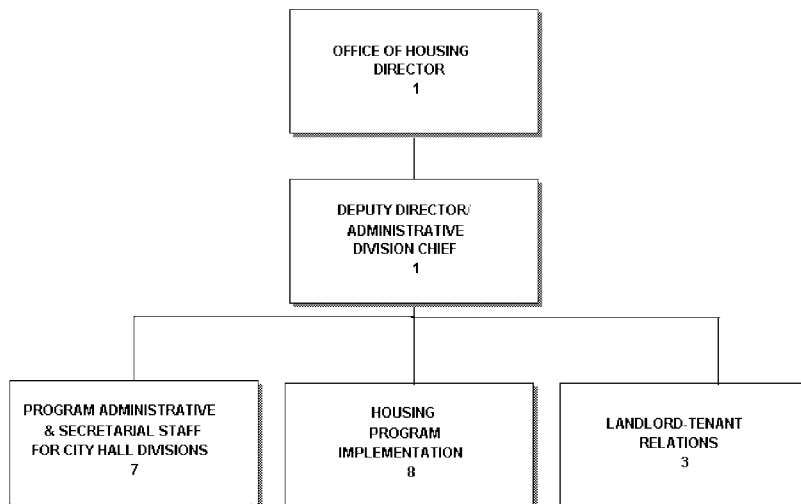 OFFICE OF HOUSING
DIRECTOR
1
DEPUTY DIRECTOR/
ADMINISTRATIVE
DIVISION CHIEF
1
PROGRAM ADMINISTRATIVE
& SECRETARIAL STAFF
FOR CITY HALL DIVISIONS
7
HOUSING
PROGRAM
IMPLEMENTATION
8
LANDLORD-TENANT
RELATIONS
3